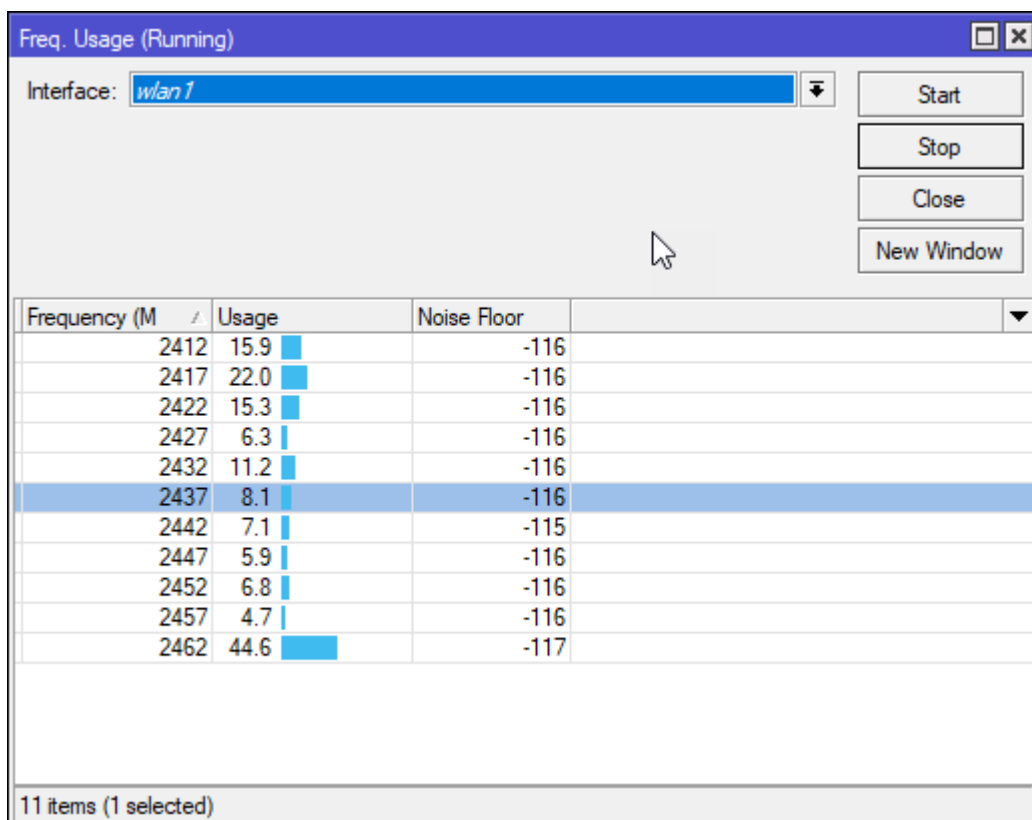 Freq. Usage (Running)
Interface: wlan1
Start
Stop
Close
New Window
Frequency (M Usage Noise Floor
2412 15.9 -116
2417 22.0 -116
2422 15.3 -116
2427 6.3 -116
2432 11.2 -116
2437 8.1 -116
2442 7.1 -115
2447 5.9 -116
2452 6.8 -116
2457 4.7 -116
2462 44.6 -117
11 items (1 selected)